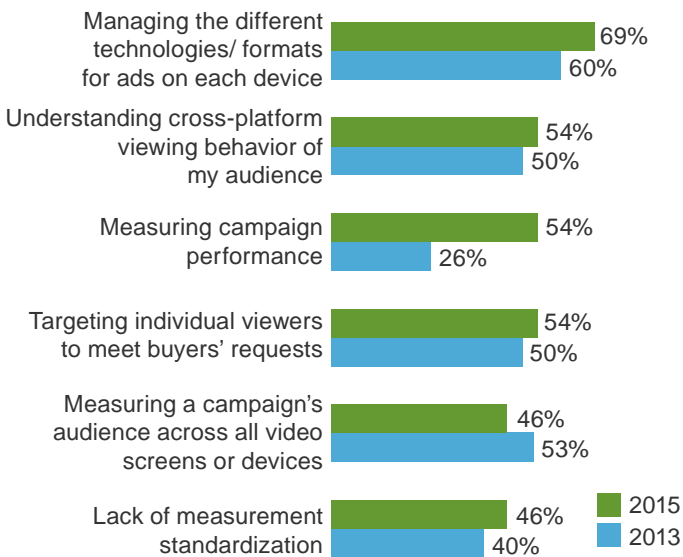 Managing the different
technologies/ formats
for ads on each device
69%
60%
Understanding cross-platform
viewing behavior of
my audience
54%
50%
Measuring campaign
performance
54%
26%
Targeting individual viewers
to meet buyers’ requests
54%
50%
Measuring a campaign’s
audience across all video
screens or devices
46%
53%
Lack of measurement
standardization
46%
40%
2015
2013